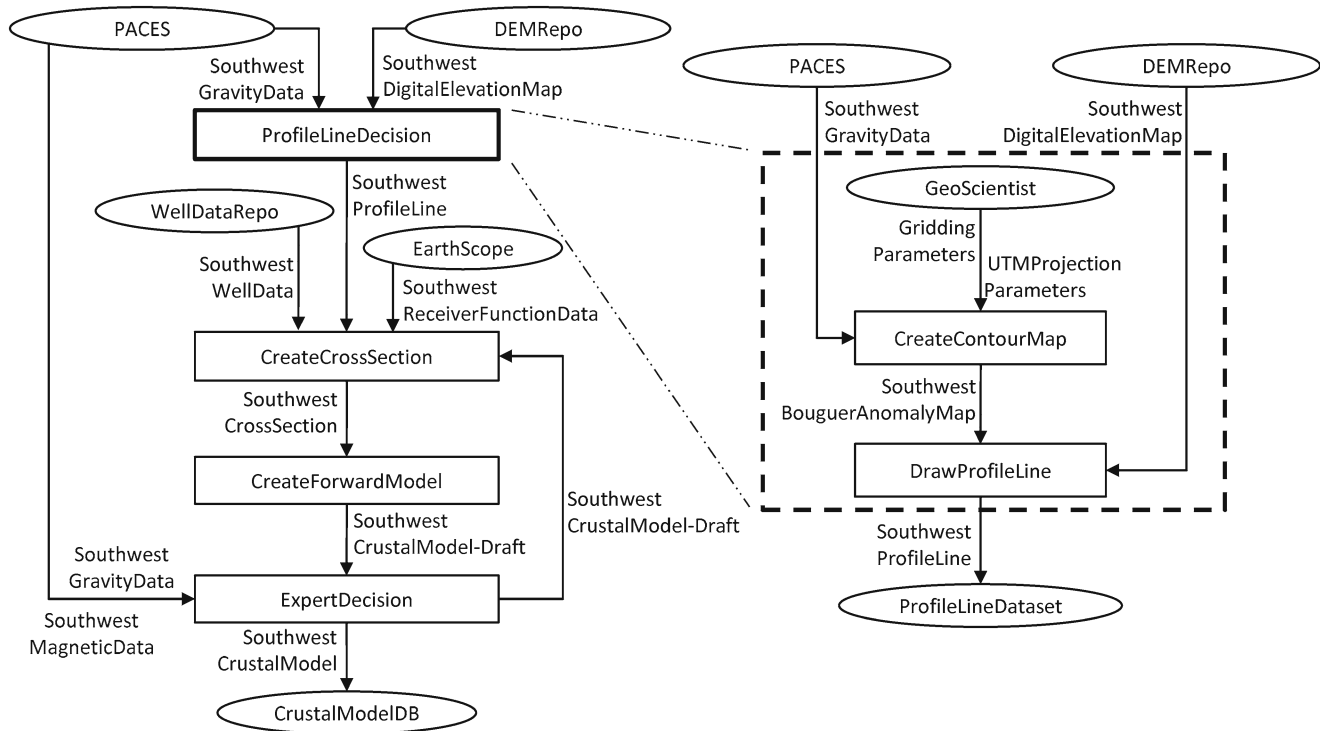 PACES
DEMRepo
Southwest
GravityData
Southwest
DigitalElevationMap
ProfileLineDecision
Southwest
ProfileLine
WellDataRepo
EarthScope
Southwest
WellData
Southwest
ReceiverFunctionData
CreateCrossSection
Southwest
CrossSection
CreateForwardModel
Southwest
CrustalModel-Draft
Southwest
CrustalModel-Draft
Southwest
GravityData
Southwest
MagneticData
ExpertDecision
Southwest
CrustalModel
CrustalModelDB
PACES
DEMRepo
Southwest
GravityData
Southwest
DigitalElevationMap
GeoScientist
Gridding
Parameters
UTMProjection
Parameters
CreateContourMap
Southwest
BouguerAnomalyMap
DrawProfileLine
Southwest
ProfileLine
ProfileLineDataset